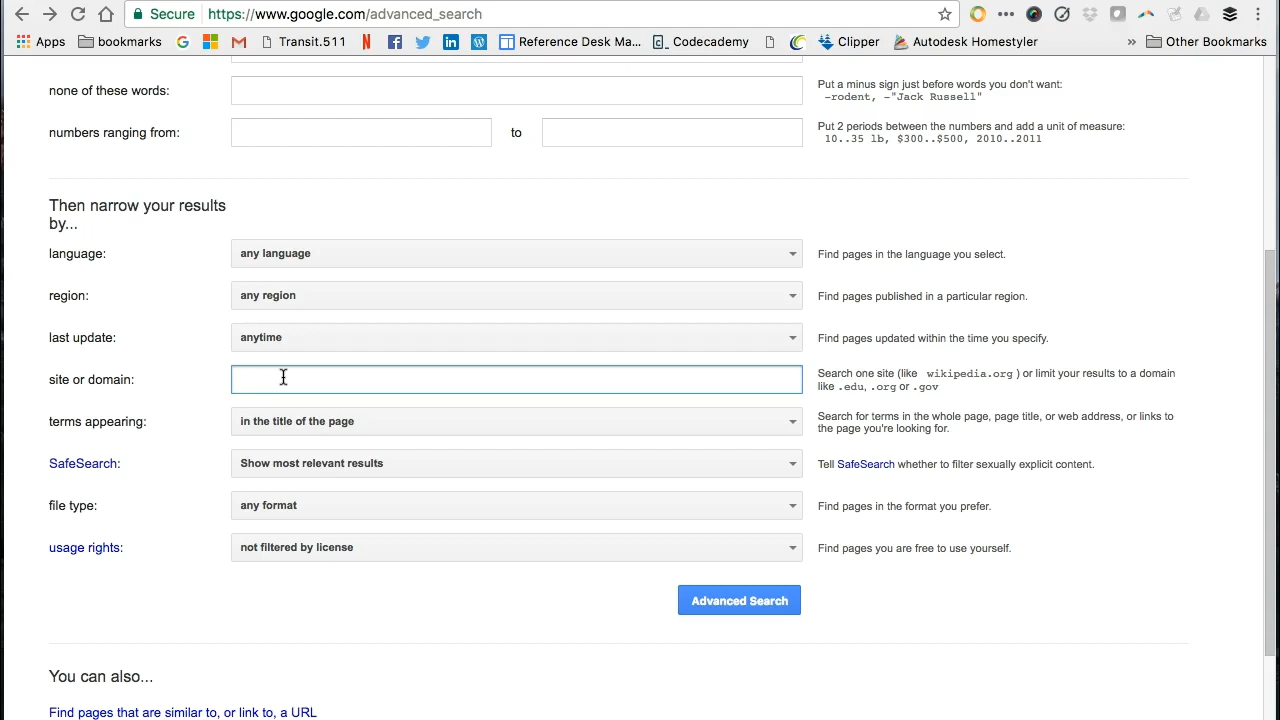 Secure https://www.google.com/advanced_search
Apps bookmarks Transit.511 Reference Desk Ma... Codecademy Clipper Autodesk Homestyler » Other Bookmarks
none of these words:
Put a minus sign just before words you don't want:
-rodent, -"Jack Russell"
numbers ranging from: to
Put 2 periods between the numbers and add a unit of measure:
10..35 lb, $300..$500, 2010..2011
Then narrow your results
by...
language: any language Find pages in the language you select.
region: any region Find pages published in a particular region.
last update: anytime Find pages updated within the time you specify.
site or domain:
Search one site (like wikipedia.org ) or limit your results to a domain
like .edu, .org or .gov
terms appearing: in the title of the page
Search for terms in the whole page, page title, or web address, or links to
the page you're looking for.
SafeSearch: Show most relevant results Tell SafeSearch whether to filter sexually explicit content.
file type: any format Find pages in the format you prefer.
usage rights: not filtered by license Find pages you are free to use yourself.
Advanced Search
You can also...
Find pages that are similar to, or link to, a URL